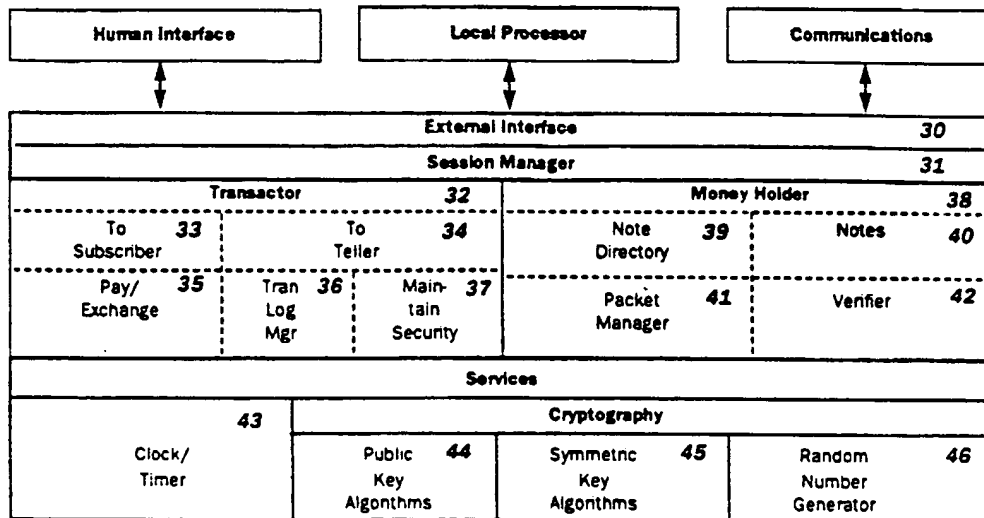 Human Interface
Local Processor
Communications
External Interface 30
Session Manager 31
Transactor 32
Money Holder 38
To Subscriber 33
To Teller 34
Note Directory 39
Notes 40
Pay/ Exchange 35
Tran Log Mgr 36
Main- tain Security 37
Packet Manager 41
Verifier 42
Services
43
Clock/ Timer
Cryptography
Public Key Algorithms 44
Symmetric Key Algorithms 45
Random Number Generator 46